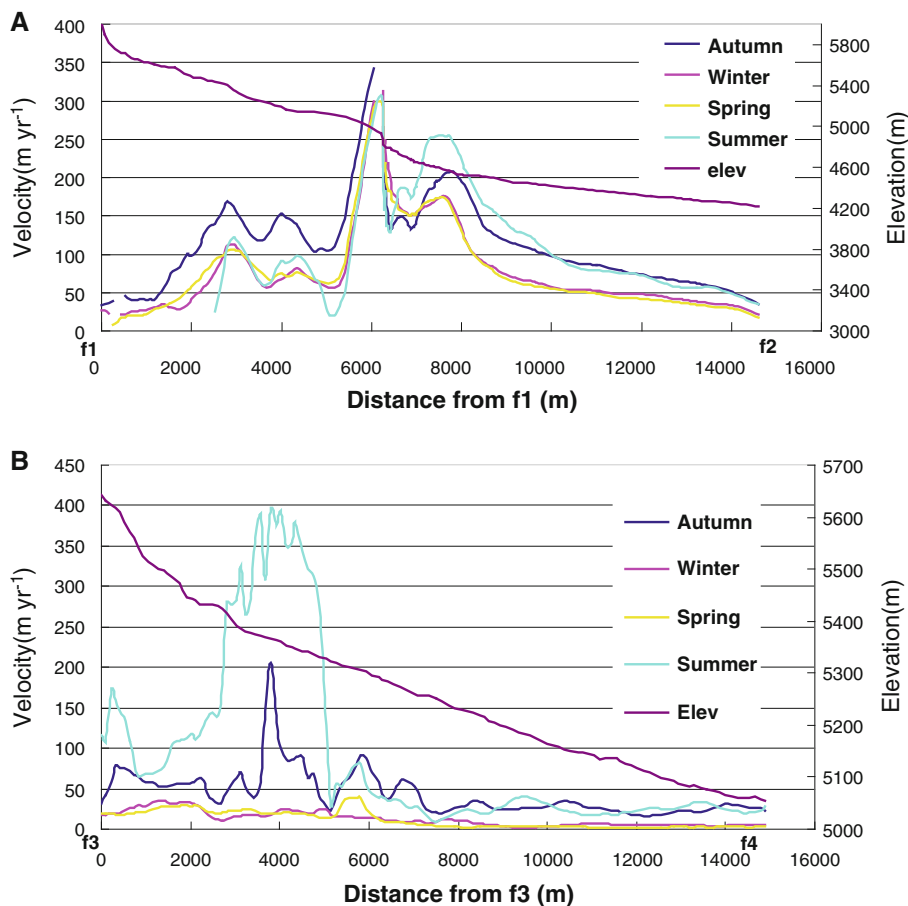 A
400
350
300
250
200
150
100
50
0
Velocity(m yr-1)
5800
5400
5000
4600
4200
3800
3400
3000
Elevation(m)
Autumn
Winter
Spring
Summer
elev
f1
f2
0 2000 4000 6000 8000 10000 12000 14000 16000
Distance from f1 (m)
B
450
400
350
300
250
200
150
100
50
0
Velocity(m yr-1)
5700
5600
5500
5400
5300
5200
5100
5000
Elevation(m)
Autumn
Winter
Spring
Summer
Elev
f3
f4
0 2000 4000 6000 8000 10000 12000 14000 16000
Distance from f3 (m)